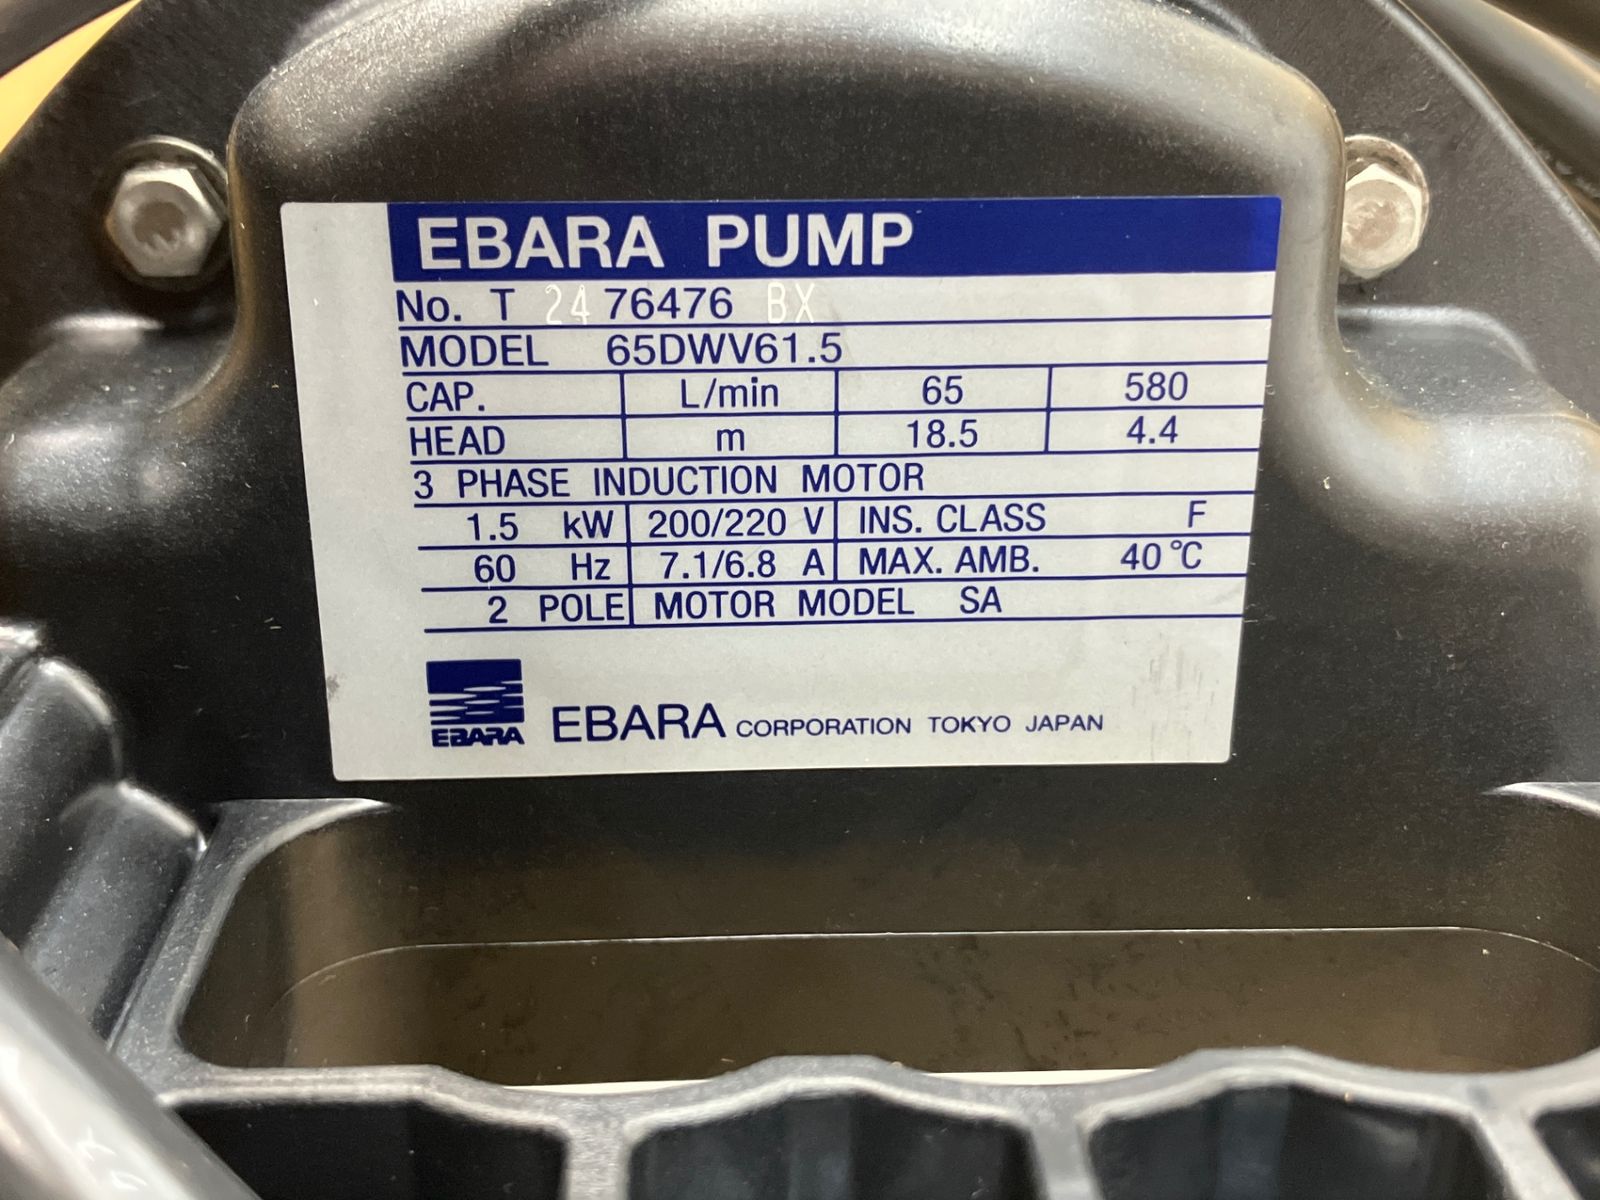 EBARA PUMP
No. T 24 76476 BX
MODEL 65DWV61.5
CAP. L/min 65 580
HEAD m 18.5 4.4
3 PHASE INDUCTION MOTOR
1.5 kW 200/220 V INS. CLASS F
60 Hz 7.1/6.8 A MAX. AMB. 40℃
2 POLE MOTOR MODEL SA
EBARA
EBARA CORPORATION TOKYO JAPAN